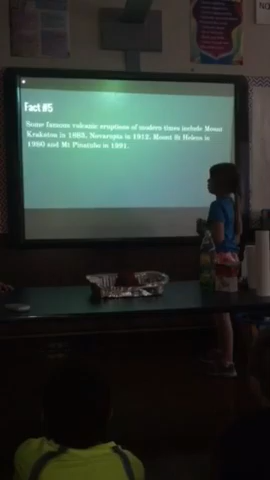 Fact #5
Some famous volcanic eruptions of modern times include Mount
Krakatoa in 1883, Novarupta in 1912, Mount St Helens in
1980 and Mt Pinatubo in 1991.